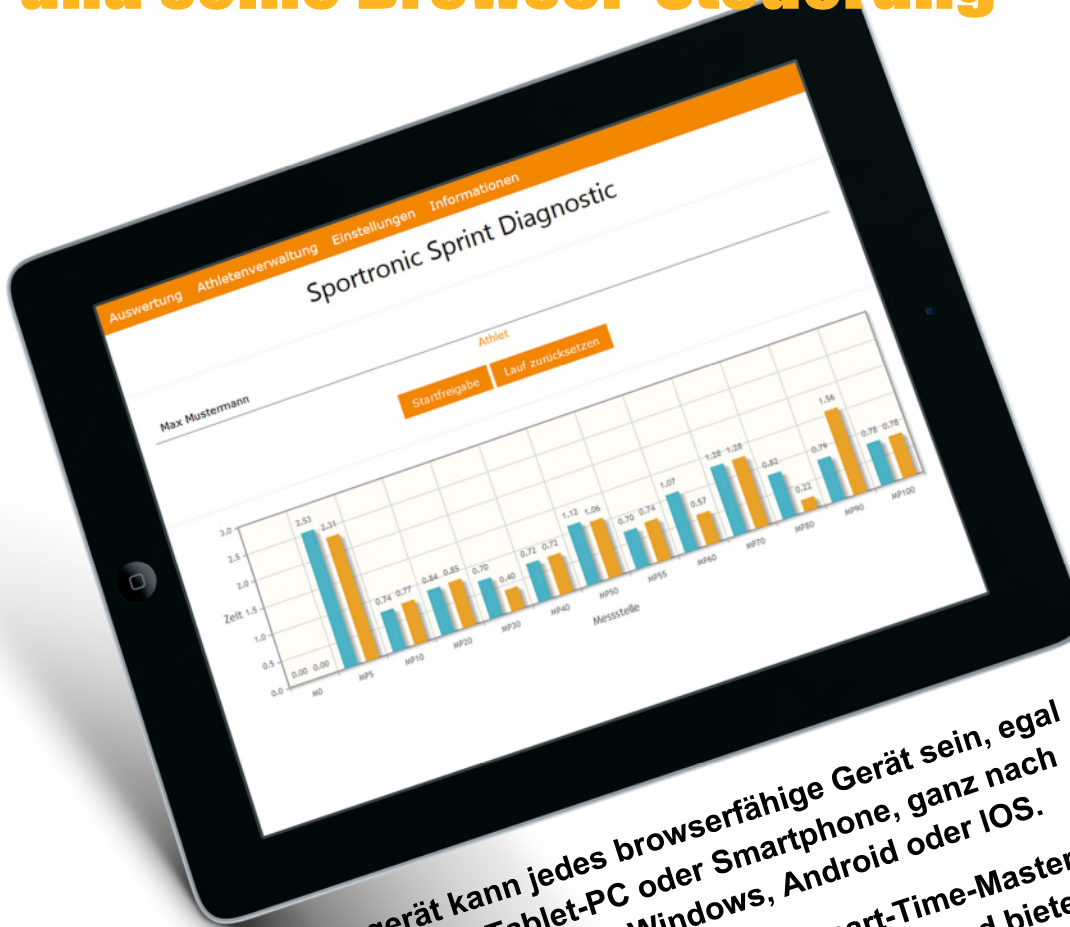 und seine Browser-Steuerung
Auswertung Athletenverwaltung Einstellungen Informationen
Sportronic Sprint Diagnostic
Athlet
Max Mustermann
Startfreigabe Lauf zurücksetzen
3.0
2.5
2.0
Zeit 1.5
1.0
0.5
0.0
0.00 0.00
2.53 2.31
0.74 0.77
0.84 0.85
0.70 0.40
0.72 0.72
1.12 1.06
0.70 0.74
1.07 0.57
1.28 1.28
0.82 0.22
0.79 1.56
0.78 0.78
M0 MP5 MP10 MP20 MP30 MP40 MP50 MP55 MP60 MP70 MP80 MP90 MP100
Messstelle
kann jedes browserfähige Gerät sein, egal
Tablet-PC oder Smartphone, ganz nach
Windows, Android oder IOS.